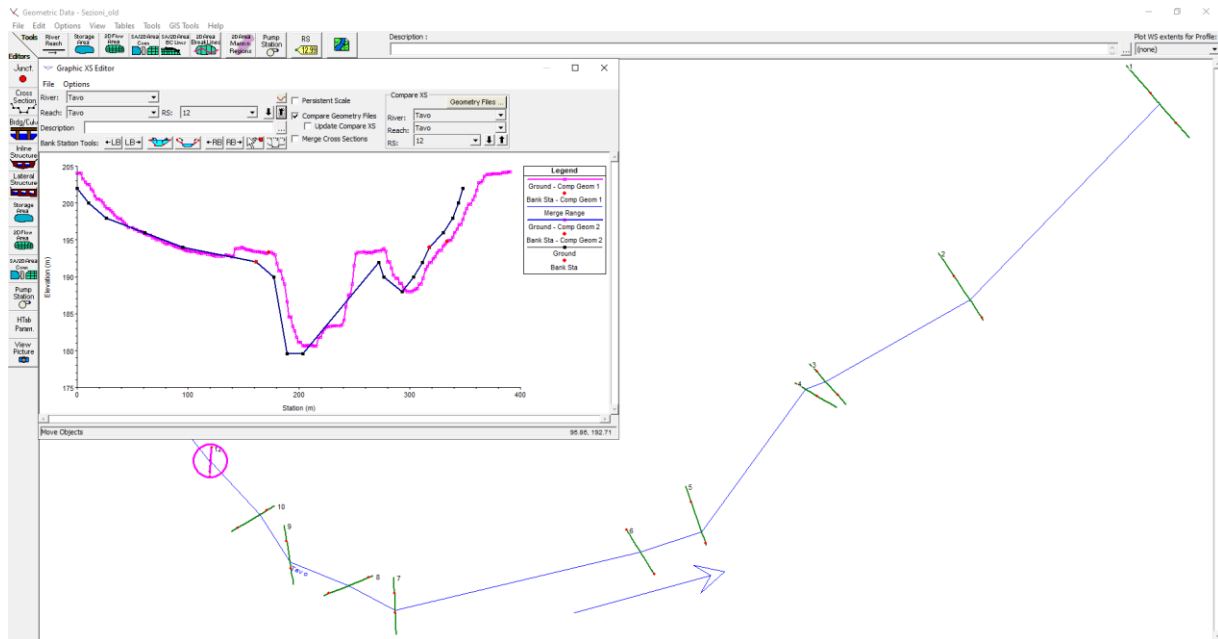 Geometric Data - Sezioni_old
File Edit Options View Tables Tools GIS Tools Help
Tools
Editors
River Reach
Storage Area
2D Flow Area
SA/2D Area Conn
SA/2D Area BC Lines
2D Area BreakLines
2D Area Mann n Regions
Pump Station
RS
Description :
Plot WS extents for Profile:
(none)
Junct.
Cross Section
Brdg/Culv
Inline Structure
Lateral Structure
Storage Area
2D Flow Area
SA/2D Area Conn
Pump Station
HTab Param.
View Picture
Graphic XS Editor
File Options
River: Tavo
Reach: Tavo RS: 12
Description ...
Bank Station Tools: ←LB LB→ ←RB RB→
Persistent Scale
Compare Geometry Files
Update Compare XS
Merge Cross Sections
Compare XS
Geometry Files ...
River: Tavo
Reach: Tavo
RS: 12
205
200
195
190
185
180
175
Elevation (m)
0 100 200 300 400
Station (m)
Legend
Ground - Comp Geom 1
Bank Sta - Comp Geom 1
Merge Range
Ground - Comp Geom 2
Bank Sta - Comp Geom 2
Ground
Bank Sta
Move Objects
95.86, 192.71
1
2
3
4
5
6
7
8
9
10
12
Tavo